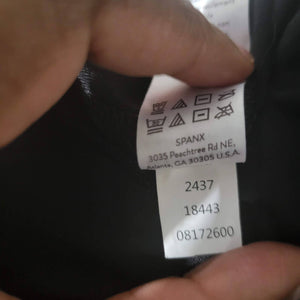 SPANX
3035 Peachtree Rd NE,
Atlanta, GA 30305 U.S.A.
2437
18443
08172600